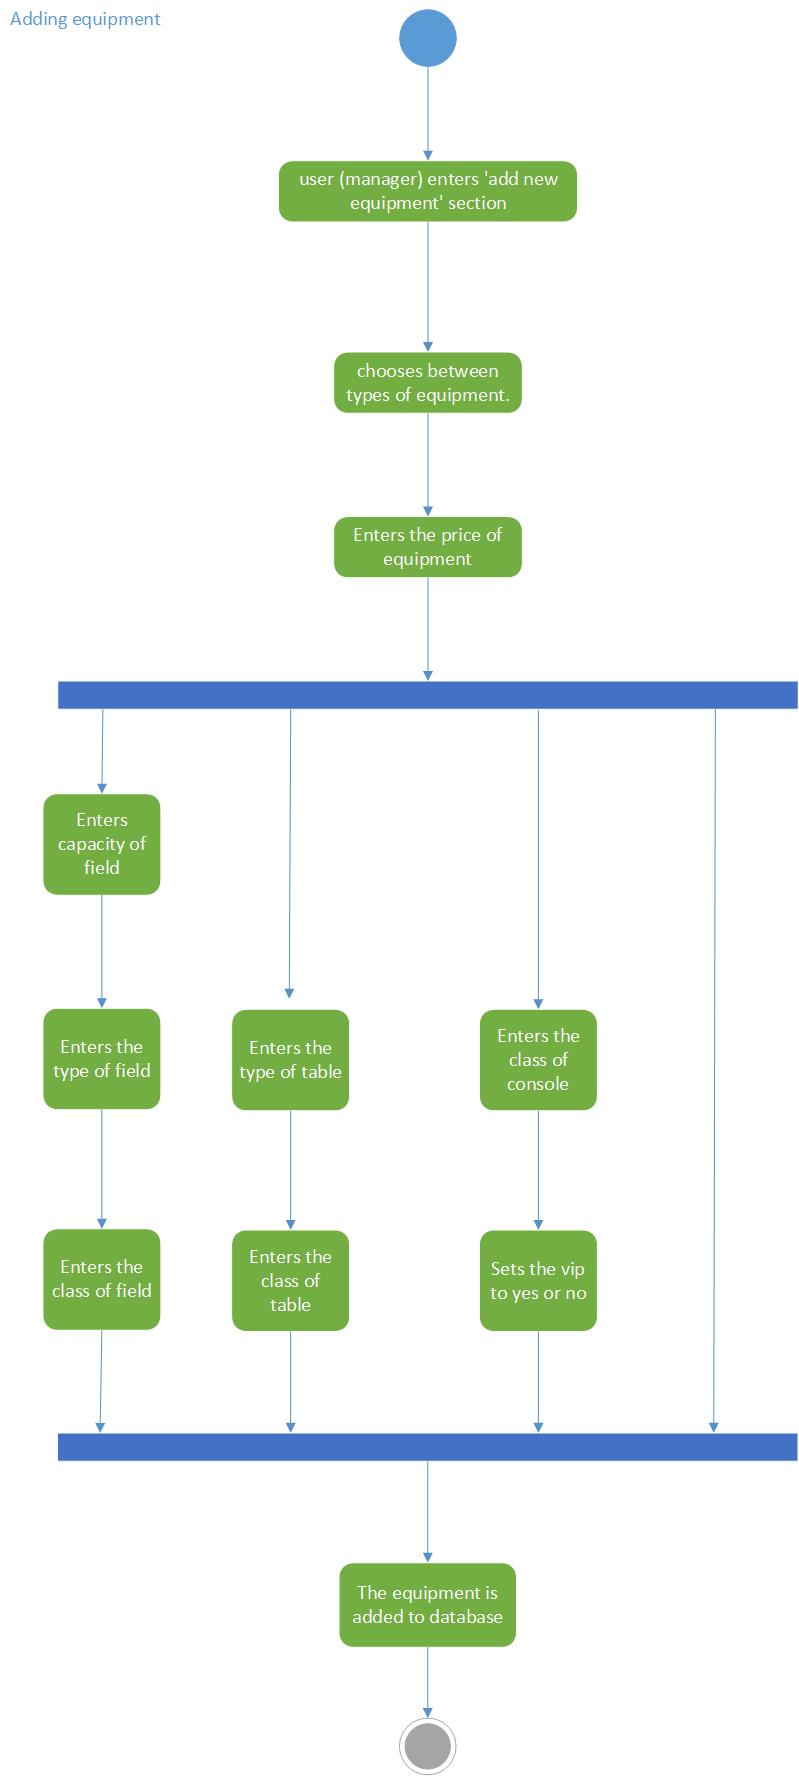 Adding equipment
user (manager) enters 'add new
equipment' section
chooses between
types of equipment.
Enters the price of
equipment
Enters
capacity of
field
Enters the
type of field
Enters the
type of table
Enters the
class of
console
Enters the
class of field
Enters the
class of
table
Sets the vip
to yes or no
The equipment is
added to database